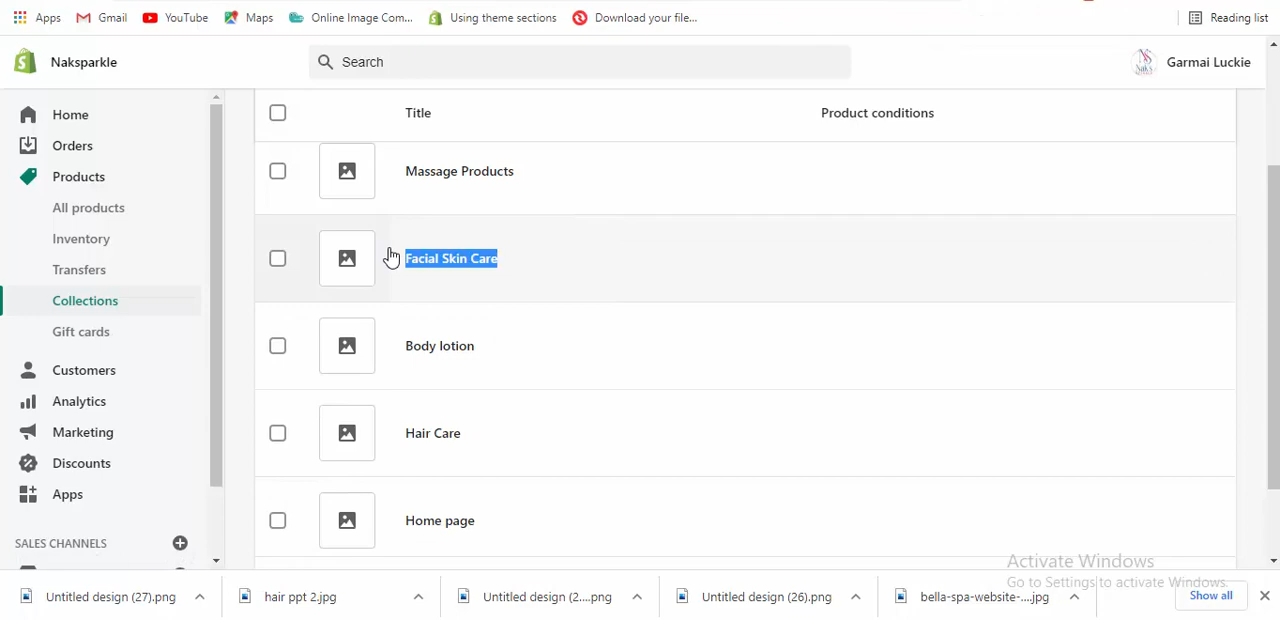 Apps Gmail YouTube Maps Online Image Com... Using theme sections Download your file... Reading list
Naksparkle Search Garmai Luckie
Home
Orders
Products
All products
Inventory
Transfers
Collections
Gift cards
Customers
Analytics
Marketing
Discounts
Apps
SALES CHANNELS
Title Product conditions
Massage Products
Facial Skin Care
Body lotion
Hair Care
Home page
Activate Windows
Go to Settings to activate Windows.
Untitled design (27).png hair ppt 2.jpg Untitled design (2....png Untitled design (26).png bella-spa-website-....jpg Show all